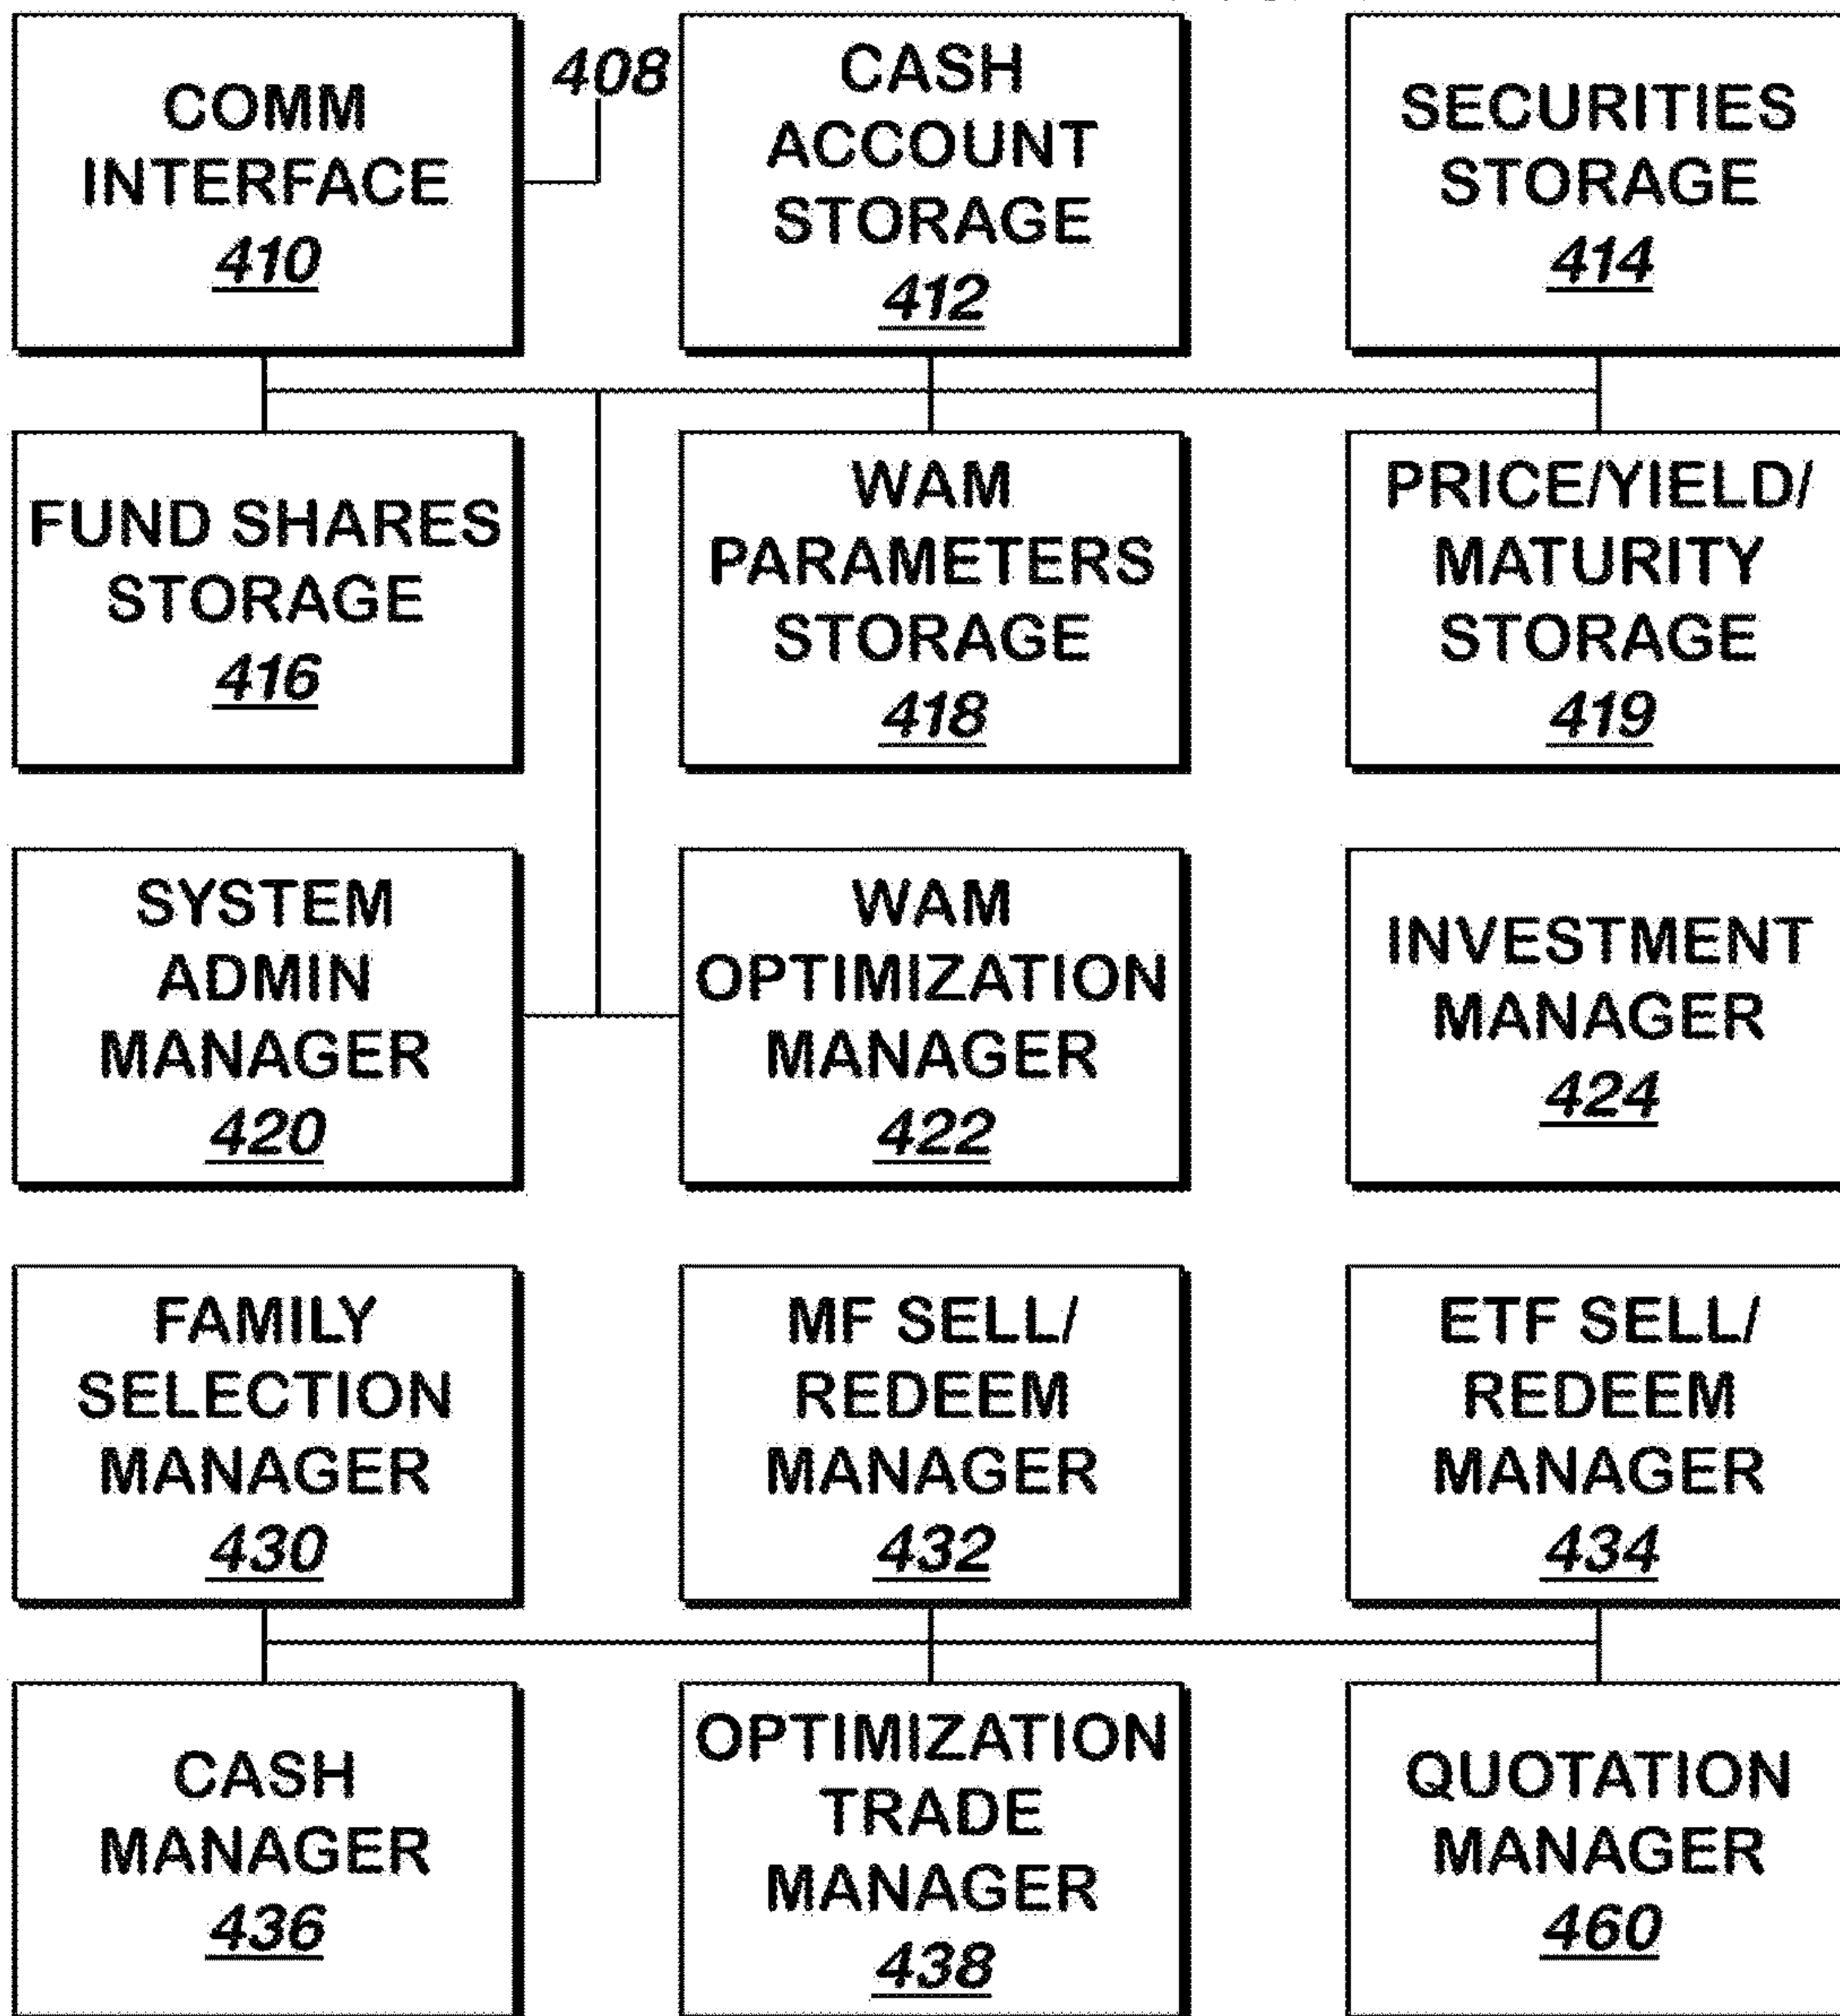 COMM
INTERFACE
410
408
CASH
ACCOUNT
STORAGE
412
SECURITIES
STORAGE
414
FUND SHARES
STORAGE
416
WAM
PARAMETERS
STORAGE
418
PRICE/YIELD/
MATURITY
STORAGE
419
SYSTEM
ADMIN
MANAGER
420
WAM
OPTIMIZATION
MANAGER
422
INVESTMENT
MANAGER
424
FAMILY
SELECTION
MANAGER
430
MF SELL/
REDEEM
MANAGER
432
ETF SELL/
REDEEM
MANAGER
434
CASH
MANAGER
436
OPTIMIZATION
TRADE
MANAGER
438
QUOTATION
MANAGER
460